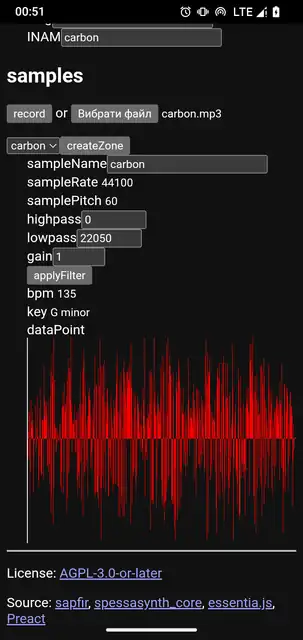 00:51 LTE
INAM carbon
samples
record or Вибрати файл carbon.mp3
carbon createZone
sampleName carbon
sampleRate 44100
samplePitch 60
highpass 0
lowpass 22050
gain 1
applyFilter
bpm 135
key G minor
dataPoint
License: AGPL-3.0-or-later
Source: sapfir, spessasynth_core, essentia.js,
Preact